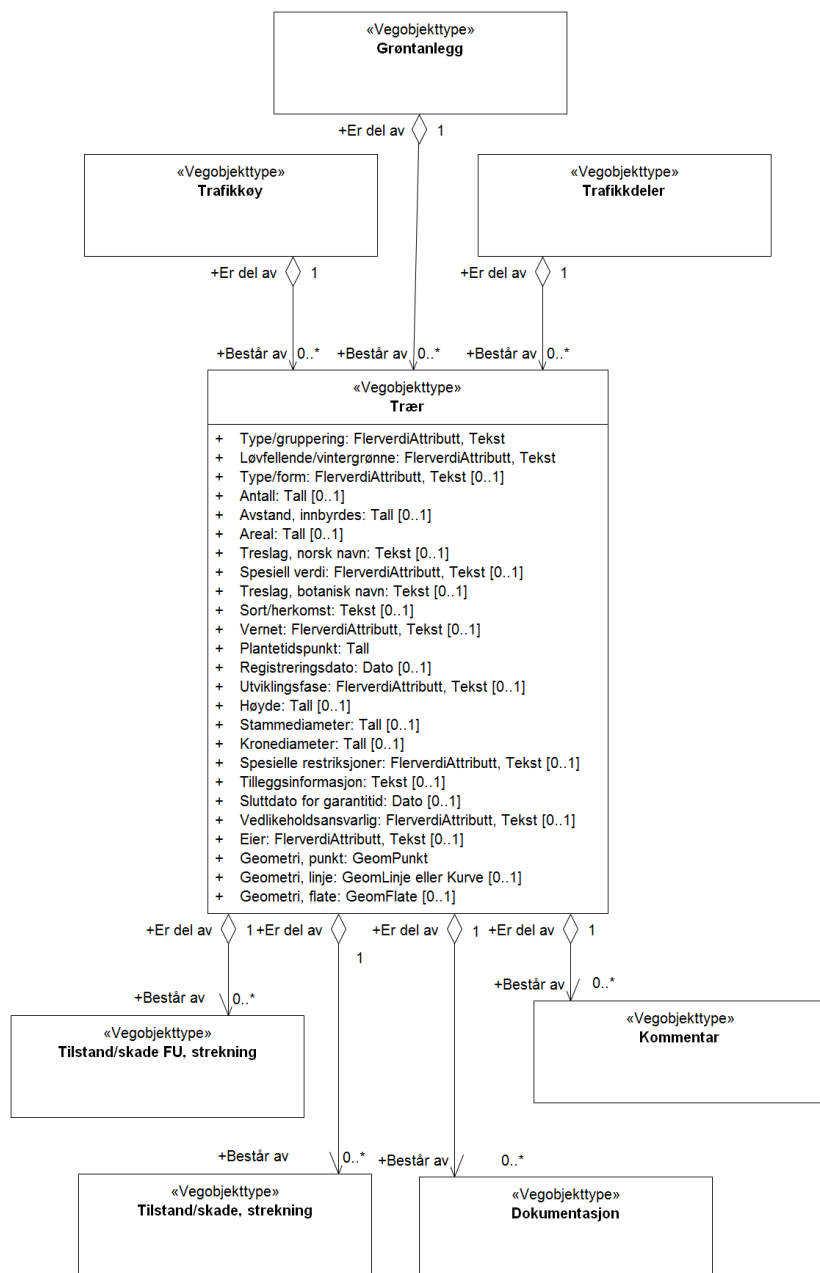 «Vegobjekttype»
Grøntanlegg
+Er del av 1
«Vegobjekttype»
Trafikkøy
«Vegobjekttype»
Trafikkdeler
+Er del av 1
+Er del av 1
+Består av 0..*
+Består av 0..*
+Består av 0..*
«Vegobjekttype»
Trær
+ Type/gruppering: FlerverdiAttributt, Tekst
+ Løvfellende/vintergrønne: FlerverdiAttributt, Tekst
+ Type/form: FlerverdiAttributt, Tekst [0..1]
+ Antall: Tall [0..1]
+ Avstand, innbyrdes: Tall [0..1]
+ Areal: Tall [0..1]
+ Treslag, norsk navn: Tekst [0..1]
+ Spesiell verdi: FlerverdiAttributt, Tekst [0..1]
+ Treslag, botanisk navn: Tekst [0..1]
+ Sort/herkomst: Tekst [0..1]
+ Vernet: FlerverdiAttributt, Tekst [0..1]
+ Plantetidspunkt: Tall
+ Registreringsdato: Dato [0..1]
+ Utviklingsfase: FlerverdiAttributt, Tekst [0..1]
+ Høyde: Tall [0..1]
+ Stammediameter: Tall [0..1]
+ Kronediameter: Tall [0..1]
+ Spesielle restriksjoner: FlerverdiAttributt, Tekst [0..1]
+ Tilleggsinformasjon: Tekst [0..1]
+ Sluttdato for garantitid: Dato [0..1]
+ Vedlikeholdsansvarlig: FlerverdiAttributt, Tekst [0..1]
+ Eier: FlerverdiAttributt, Tekst [0..1]
+ Geometri, punkt: GeomPunkt
+ Geometri, linje: GeomLinje eller Kurve [0..1]
+ Geometri, flate: GeomFlate [0..1]
+Er del av 1
+Er del av 1
+Er del av 1
+Er del av 1
+Består av 0..*
+Består av 0..*
«Vegobjekttype»
Tilstand/skade FU, strekning
«Vegobjekttype»
Kommentar
+Består av 0..*
+Består av 0..*
«Vegobjekttype»
Tilstand/skade, strekning
«Vegobjekttype»
Dokumentasjon